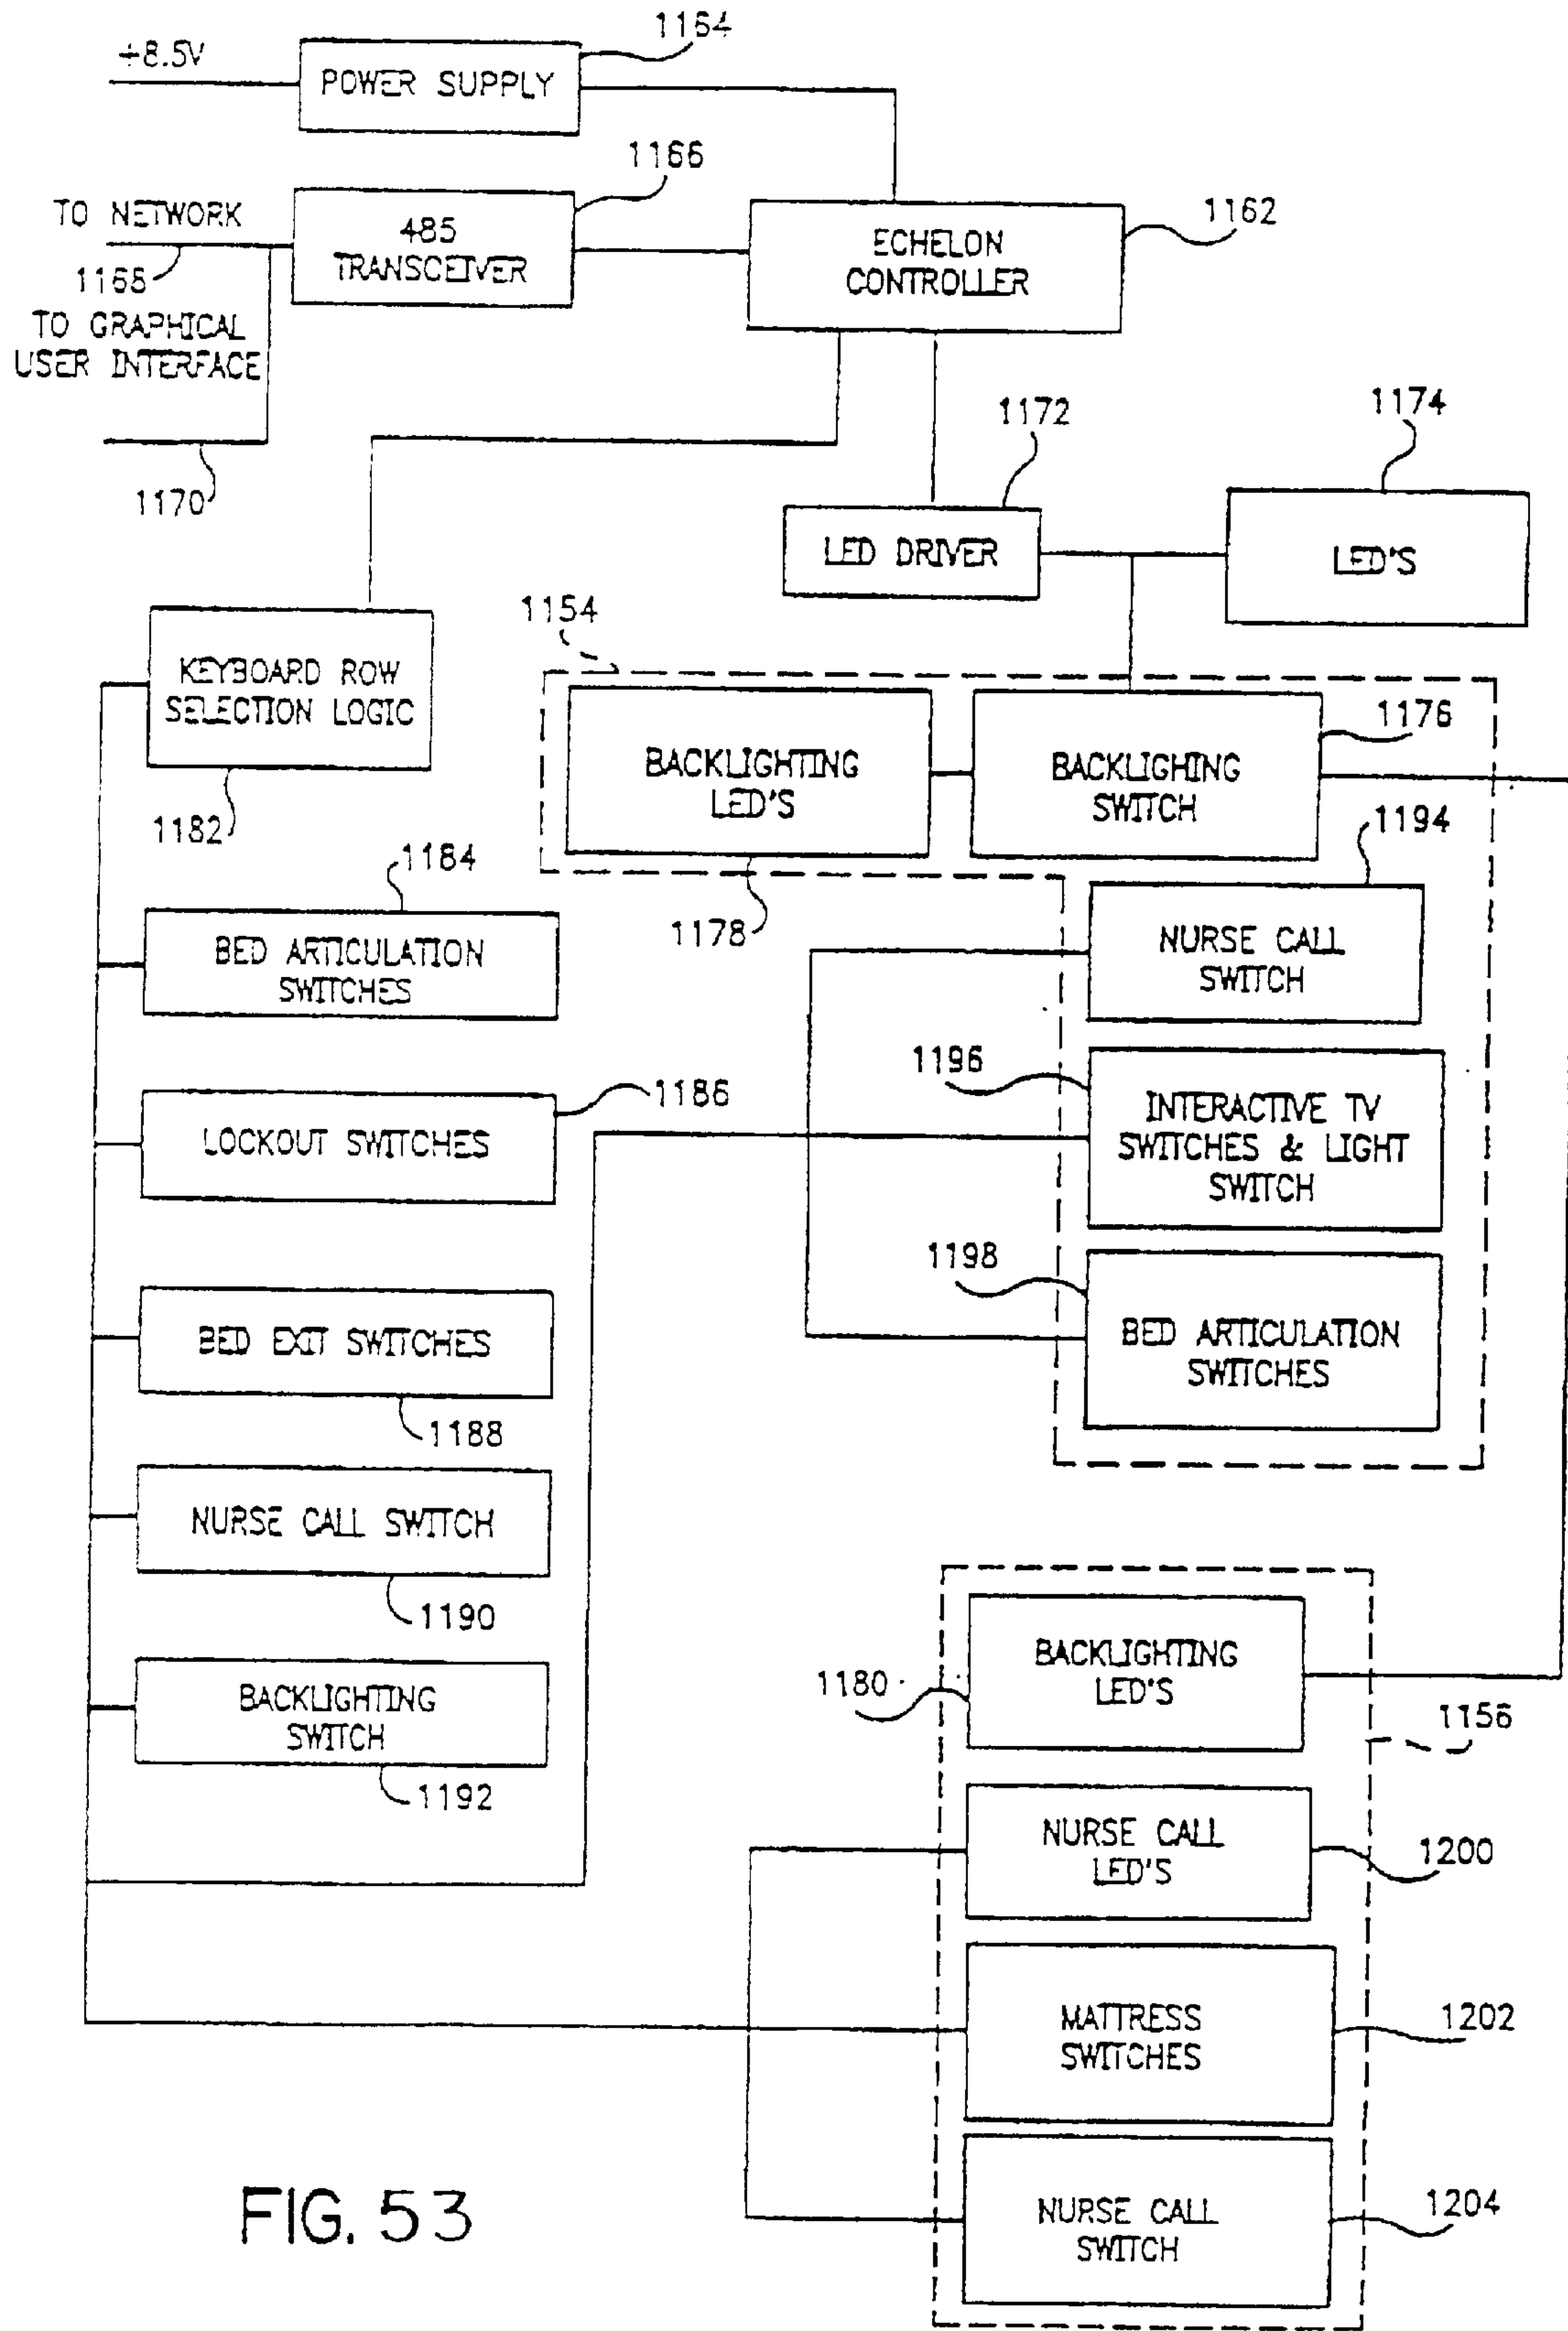 1164
+8.5V
POWER SUPPLY
1166
TO NETWORK
485
TRANSCEIVER
1162
ECHELON
CONTROLLER
1168
TO GRAPHICAL
USER INTERFACE
1170
1172
1174
LED DRIVER
LED'S
1154
KEYBOARD ROW
SELECTION LOGIC
1182
BACKLIGHTING
LED'S
1178
BACKLIGHING
SWITCH
1176
1184
BED ARTICULATION
SWITCHES
1194
NURSE CALL
SWITCH
1186
LOCKOUT SWITCHES
1196
INTERACTIVE TV
SWITCHES & LIGHT
SWITCH
1198
BED ARTICULATION
SWITCHES
BED EXIT SWITCHES
1188
NURSE CALL SWITCH
1190
BACKLIGHTING
SWITCH
1192
1180
BACKLIGHTING
LED'S
1156
NURSE CALL
LED'S
1200
MATTRESS
SWITCHES
1202
NURSE CALL
SWITCH
1204
FIG. 53